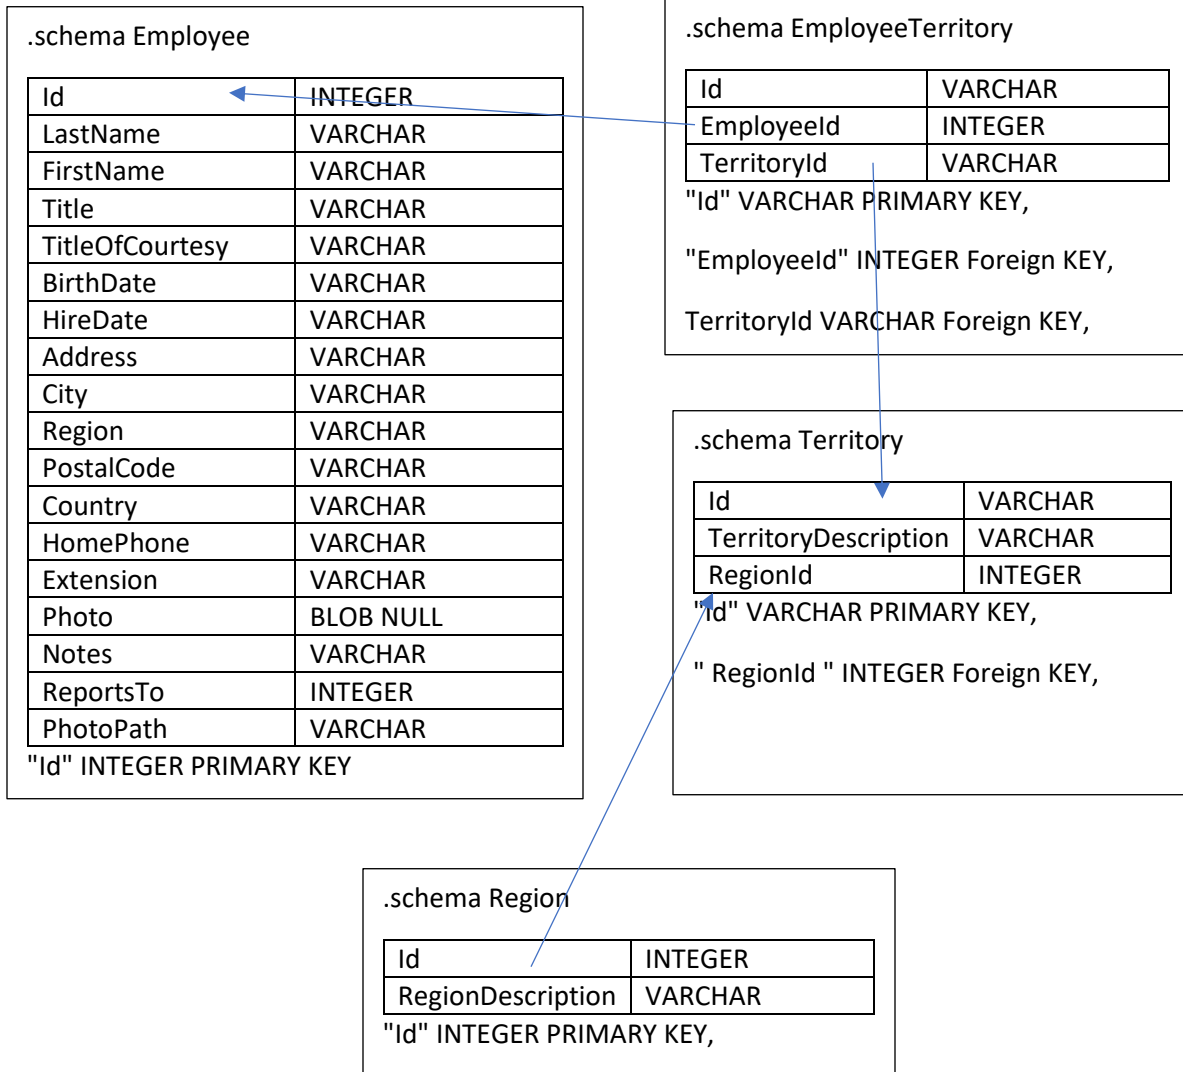 .schema Employee
Id INTEGER
LastName VARCHAR
FirstName VARCHAR
Title VARCHAR
TitleOfCourtesy VARCHAR
BirthDate VARCHAR
HireDate VARCHAR
Address VARCHAR
City VARCHAR
Region VARCHAR
PostalCode VARCHAR
Country VARCHAR
HomePhone VARCHAR
Extension VARCHAR
Photo BLOB NULL
Notes VARCHAR
ReportsTo INTEGER
PhotoPath VARCHAR
"Id" INTEGER PRIMARY KEY
.schema EmployeeTerritory
Id VARCHAR
EmployeeId INTEGER
TerritoryId VARCHAR
"Id" VARCHAR PRIMARY KEY,
"EmployeeId" INTEGER Foreign KEY,
TerritoryId VARCHAR Foreign KEY,
.schema Territory
Id VARCHAR
TerritoryDescription VARCHAR
RegionId INTEGER
"Id" VARCHAR PRIMARY KEY,
" RegionId " INTEGER Foreign KEY,
.schema Region
Id INTEGER
RegionDescription VARCHAR
"Id" INTEGER PRIMARY KEY,